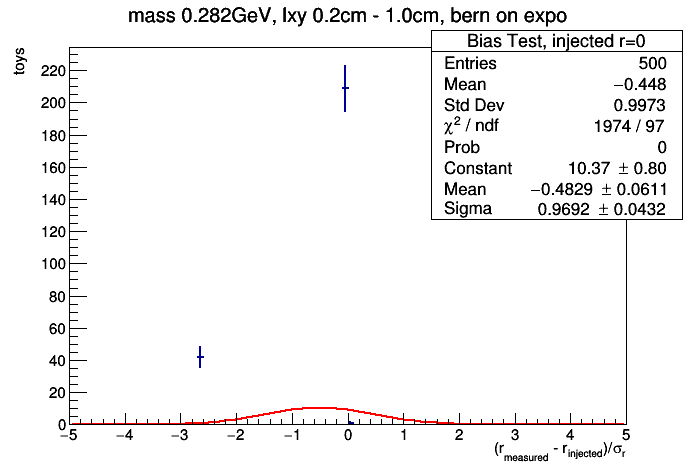 mass 0.282GeV, lxy 0.2cm - 1.0cm, bern on expo
Bias Test, injected r=0
Entries 500
Mean −0.448
Std Dev 0.9973
χ² / ndf 1974 / 97
Prob 0
Constant 10.37 ± 0.80
Mean −0.4829 ± 0.0611
Sigma 0.9692 ± 0.0432
toys
220
200
180
160
140
120
100
80
60
40
20
0
−5 −4 −3 −2 −1 0 1 2 3 4 5
(r_measured - r_injected)/σ_r